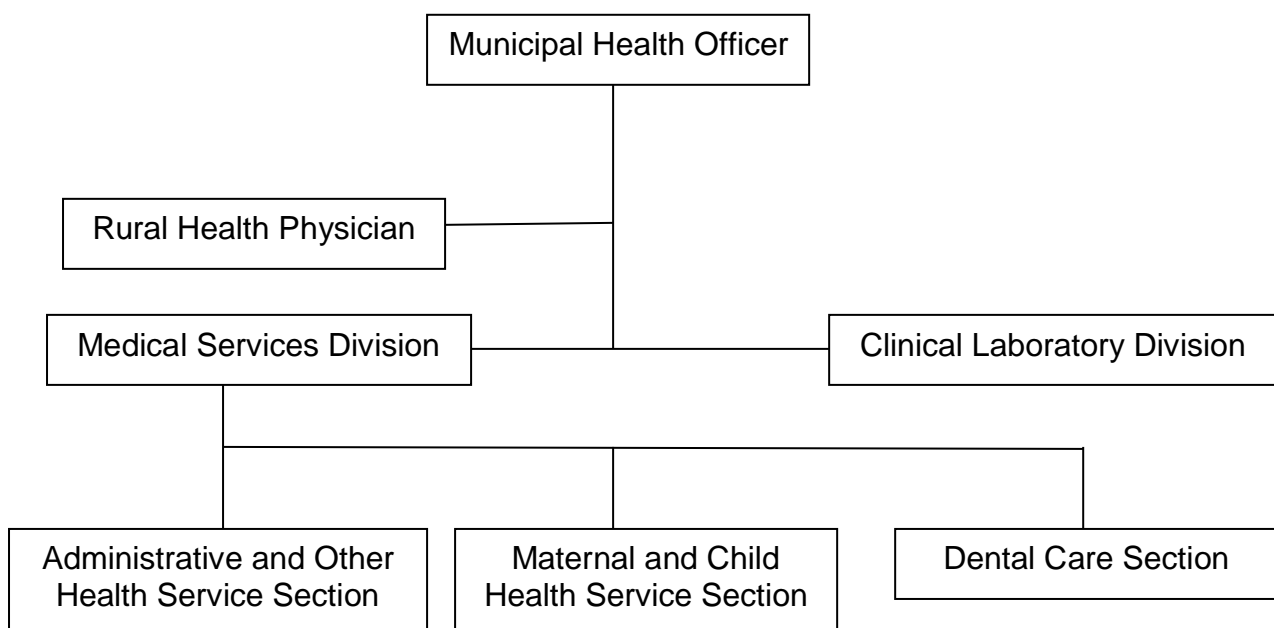 Municipal Health Officer
Rural Health Physician
Medical Services Division
Clinical Laboratory Division
Administrative and Other
Health Service Section
Maternal and Child
Health Service Section
Dental Care Section